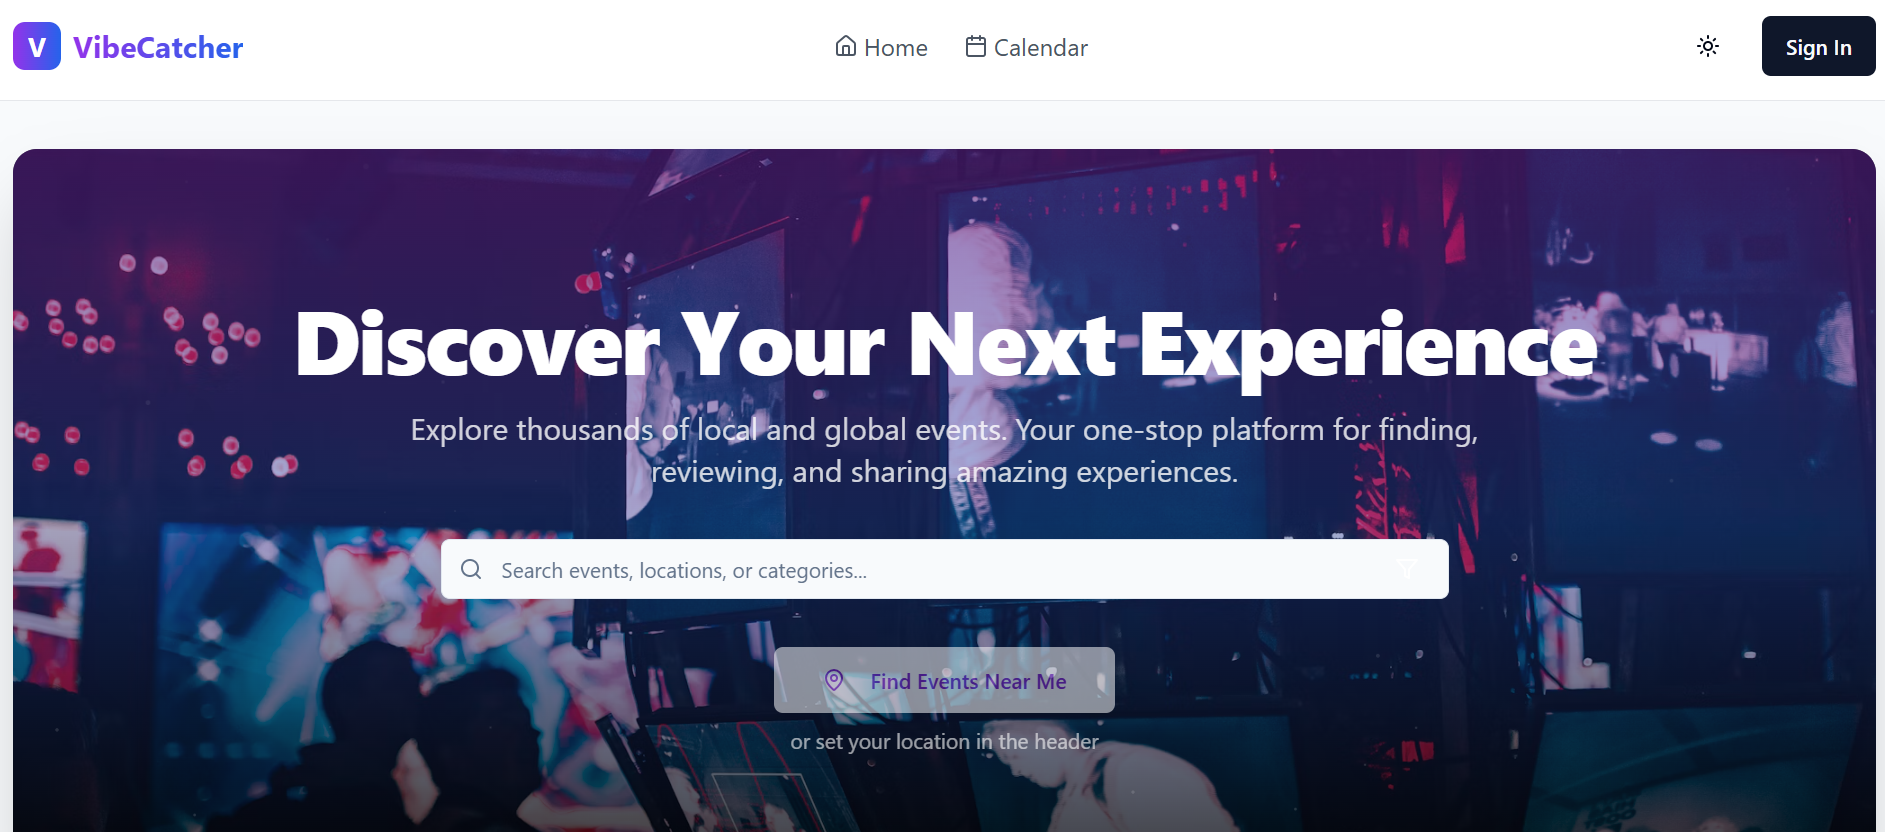 V VibeCatcher
Home
Calendar
Sign In
Discover Your Next Experience
Explore thousands of local and global events. Your one-stop platform for finding,
reviewing, and sharing amazing experiences.
Search events, locations, or categories...
Find Events Near Me
or set your location in the header